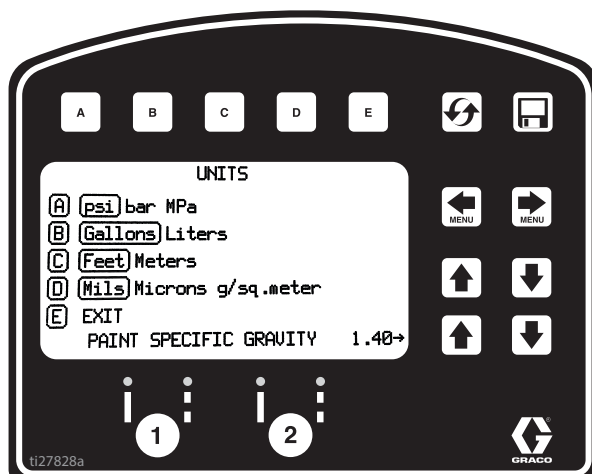 A B C D E
UNITS
A psi bar MPa
MENU MENU
B Gallons Liters
C Feet Meters
D Mils Microns g/sq.meter
E EXIT
PAINT SPECIFIC GRAVITY 1.40→
1 2
ti27828a
GRACO